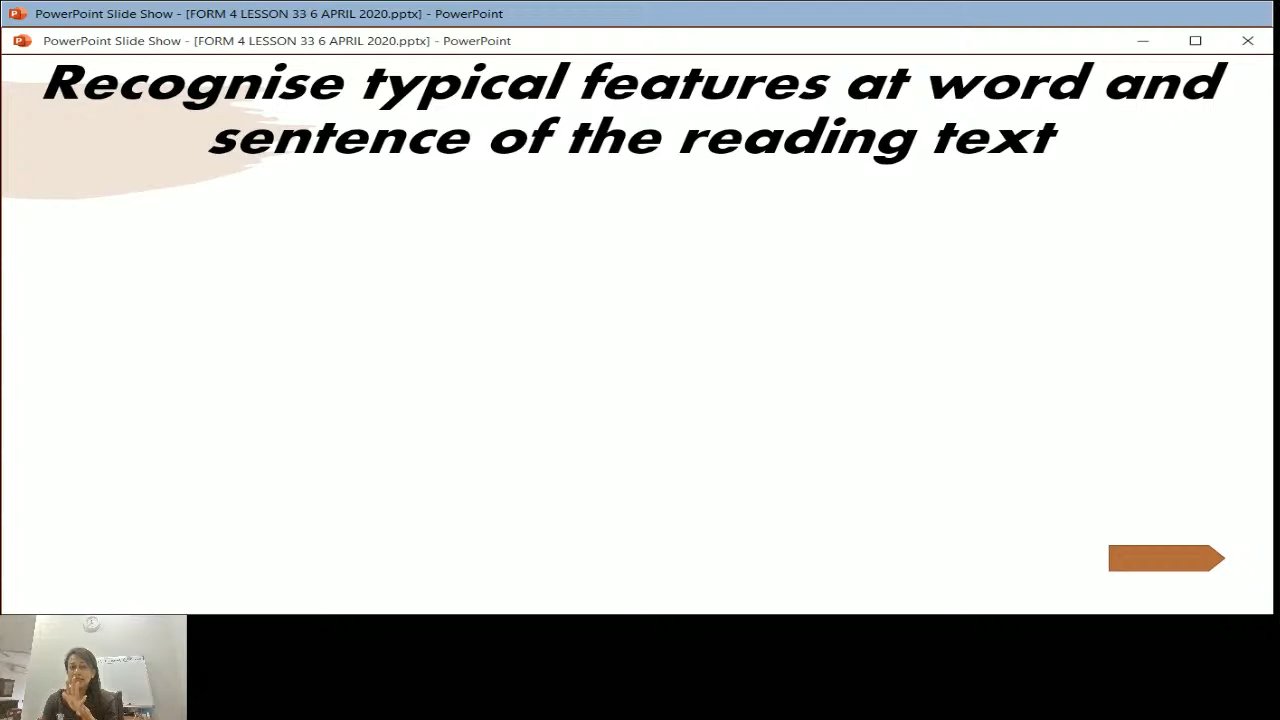 PowerPoint Slide Show - [FORM 4 LESSON 33 6 APRIL 2020.pptx] - PowerPoint
PowerPoint Slide Show - [FORM 4 LESSON 33 6 APRIL 2020.pptx] - PowerPoint
Recognise typical features at word and
sentence of the reading text